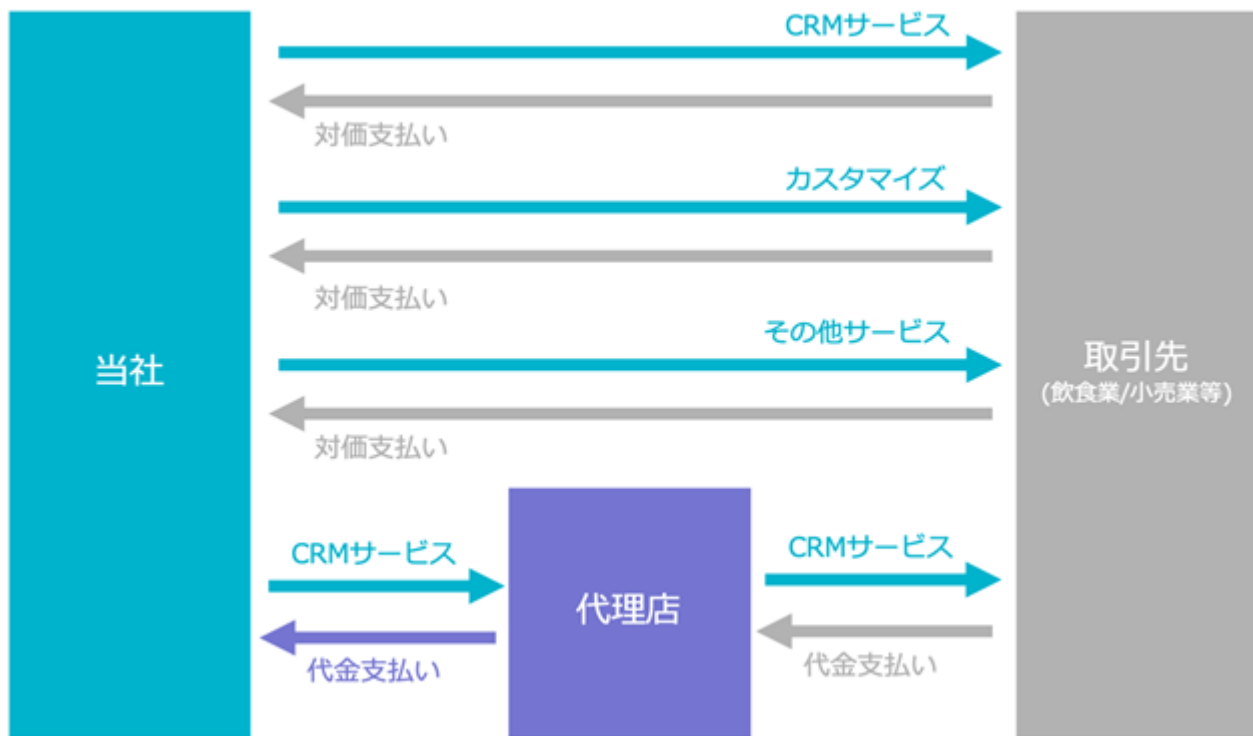 CRMサービス
対価支払い
カスタマイズ
対価支払い
その他サービス
対価支払い
当社
取引先
(飲食業/小売業等)
CRMサービス
代金支払い
代理店
CRMサービス
代金支払い